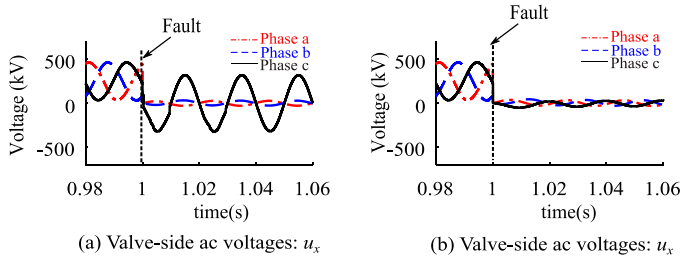 Fault
Phase a
Phase b
Phase c
Voltage (kV)
500
0
-500
0.98
1
1.02
1.04
1.06
time(s)
(a) Valve-side ac voltages: uₓ
Fault
Phase a
Phase b
Phase c
Voltage (kV)
500
0
-500
0.98
1
1.02
1.04
1.06
time(s)
(b) Valve-side ac voltages: uₓ